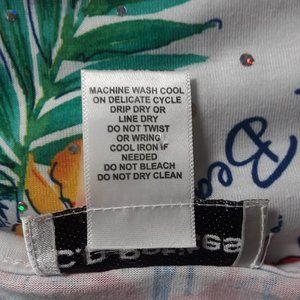 MACHINE WASH COOL
ON DELICATE CYCLE
DRIP DRY OR
LINE DRY
DO NOT TWIST
OR WRING
COOL IRON IF
NEEDED
DO NOT BLEACH
DO NOT DRY CLEAN